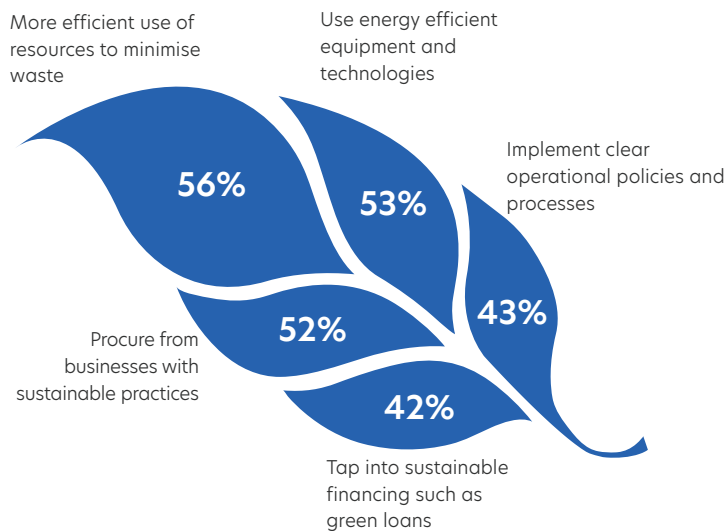 More efficient use of
resources to minimise
waste
56%
Use energy efficient
equipment and
technologies
53%
Implement clear
operational policies and
processes
43%
Procure from
businesses with
sustainable practices
52%
42%
Tap into sustainable
financing such as
green loans